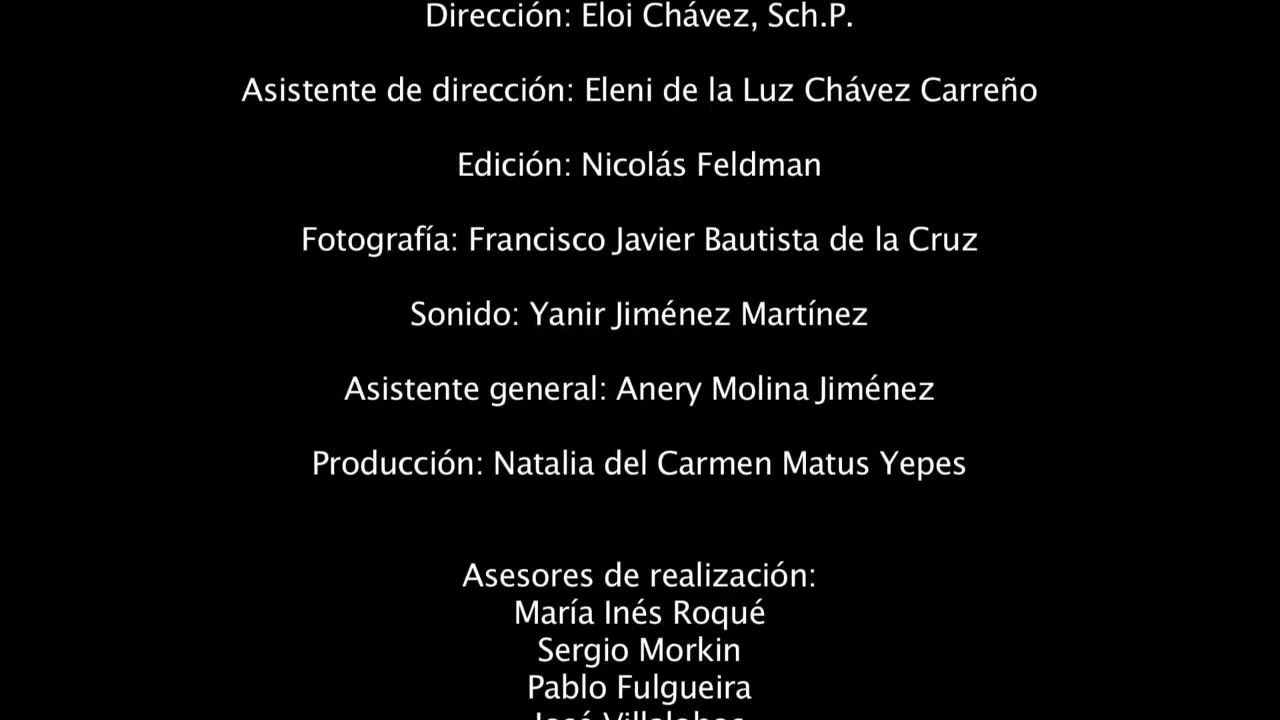 Dirección: Eloi Chávez, Sch.P.
Asistente de dirección: Eleni de la Luz Chávez Carreño
Edición: Nicolás Feldman
Fotografía: Francisco Javier Bautista de la Cruz
Sonido: Yanir Jiménez Martínez
Asistente general: Anery Molina Jiménez
Producción: Natalia del Carmen Matus Yepes
Asesores de realización:
María Inés Roqué
Sergio Morkin
Pablo Fulgueira
José Villalobos